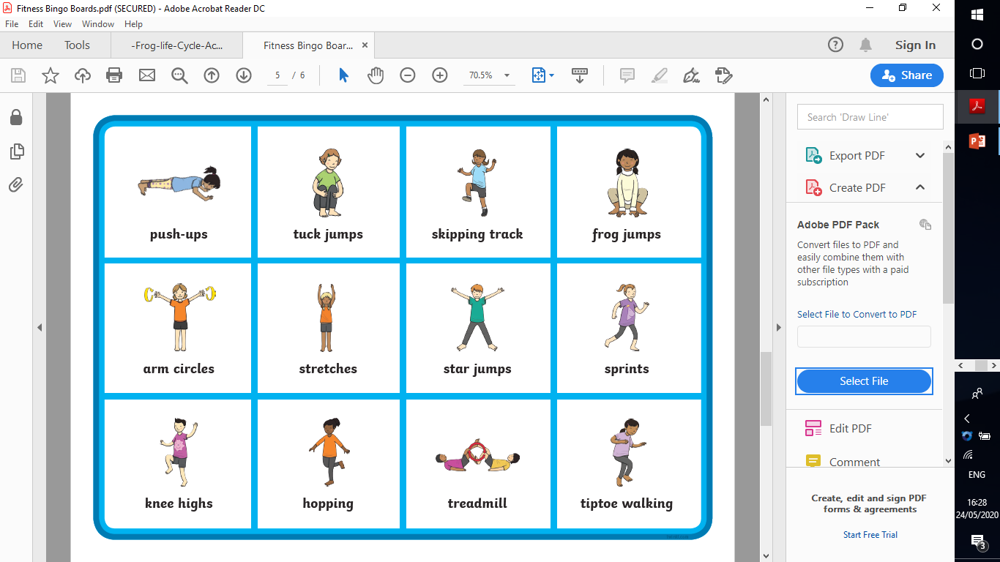 Fitness Bingo Boards.pdf (SECURED) - Adobe Acrobat Reader DC
File Edit View Window Help
Home Tools -Frog-life-Cycle-Ac... Fitness Bingo Boar... Sign In
5 / 6 70.5% Share
push-ups tuck jumps skipping track frog jumps
arm circles stretches star jumps sprints
knee highs hopping treadmill tiptoe walking
Search 'Draw Line'
Export PDF
Create PDF
Adobe PDF Pack
Convert files to PDF and
easily combine them with
other file types with a paid
subscription
Select File to Convert to PDF
Select File
Edit PDF
Comment
Create, edit and sign PDF
forms & agreements
Start Free Trial
ENG
16:28
24/05/2020
3